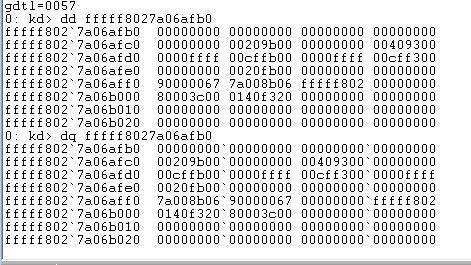 gdtl=0057
0: kd> dd fffff8027a06afb0
fffff802`7a06afb0  00000000 00000000 00000000 00000000
fffff802`7a06afc0  00000000 00209b00 00000000 00409300
fffff802`7a06afd0  0000ffff 00cffb00 0000ffff 00cff300
fffff802`7a06afe0  00000000 0020fb00 00000000 00000000
fffff802`7a06aff0  90000067 7a008b06 fffff802 00000000
fffff802`7a06b000  80003c00 0140f320 00000000 00000000
fffff802`7a06b010  00000000 00000000 00000000 00000000
fffff802`7a06b020  00000000 00000000 00000000 00000000
0: kd> dq fffff8027a06afb0
fffff802`7a06afb0  00000000`00000000 00000000`00000000
fffff802`7a06afc0  00209b00`00000000 00409300`00000000
fffff802`7a06afd0  00cffb00`0000ffff 00cff300`0000ffff
fffff802`7a06afe0  0020fb00`00000000 00000000`00000000
fffff802`7a06aff0  7a008b06`90000067 00000000`fffff802
fffff802`7a06b000  0140f320`80003c00 00000000`00000000
fffff802`7a06b010  00000000`00000000 00000000`00000000
fffff802`7a06b020  00000000`00000000 00000000`00000000